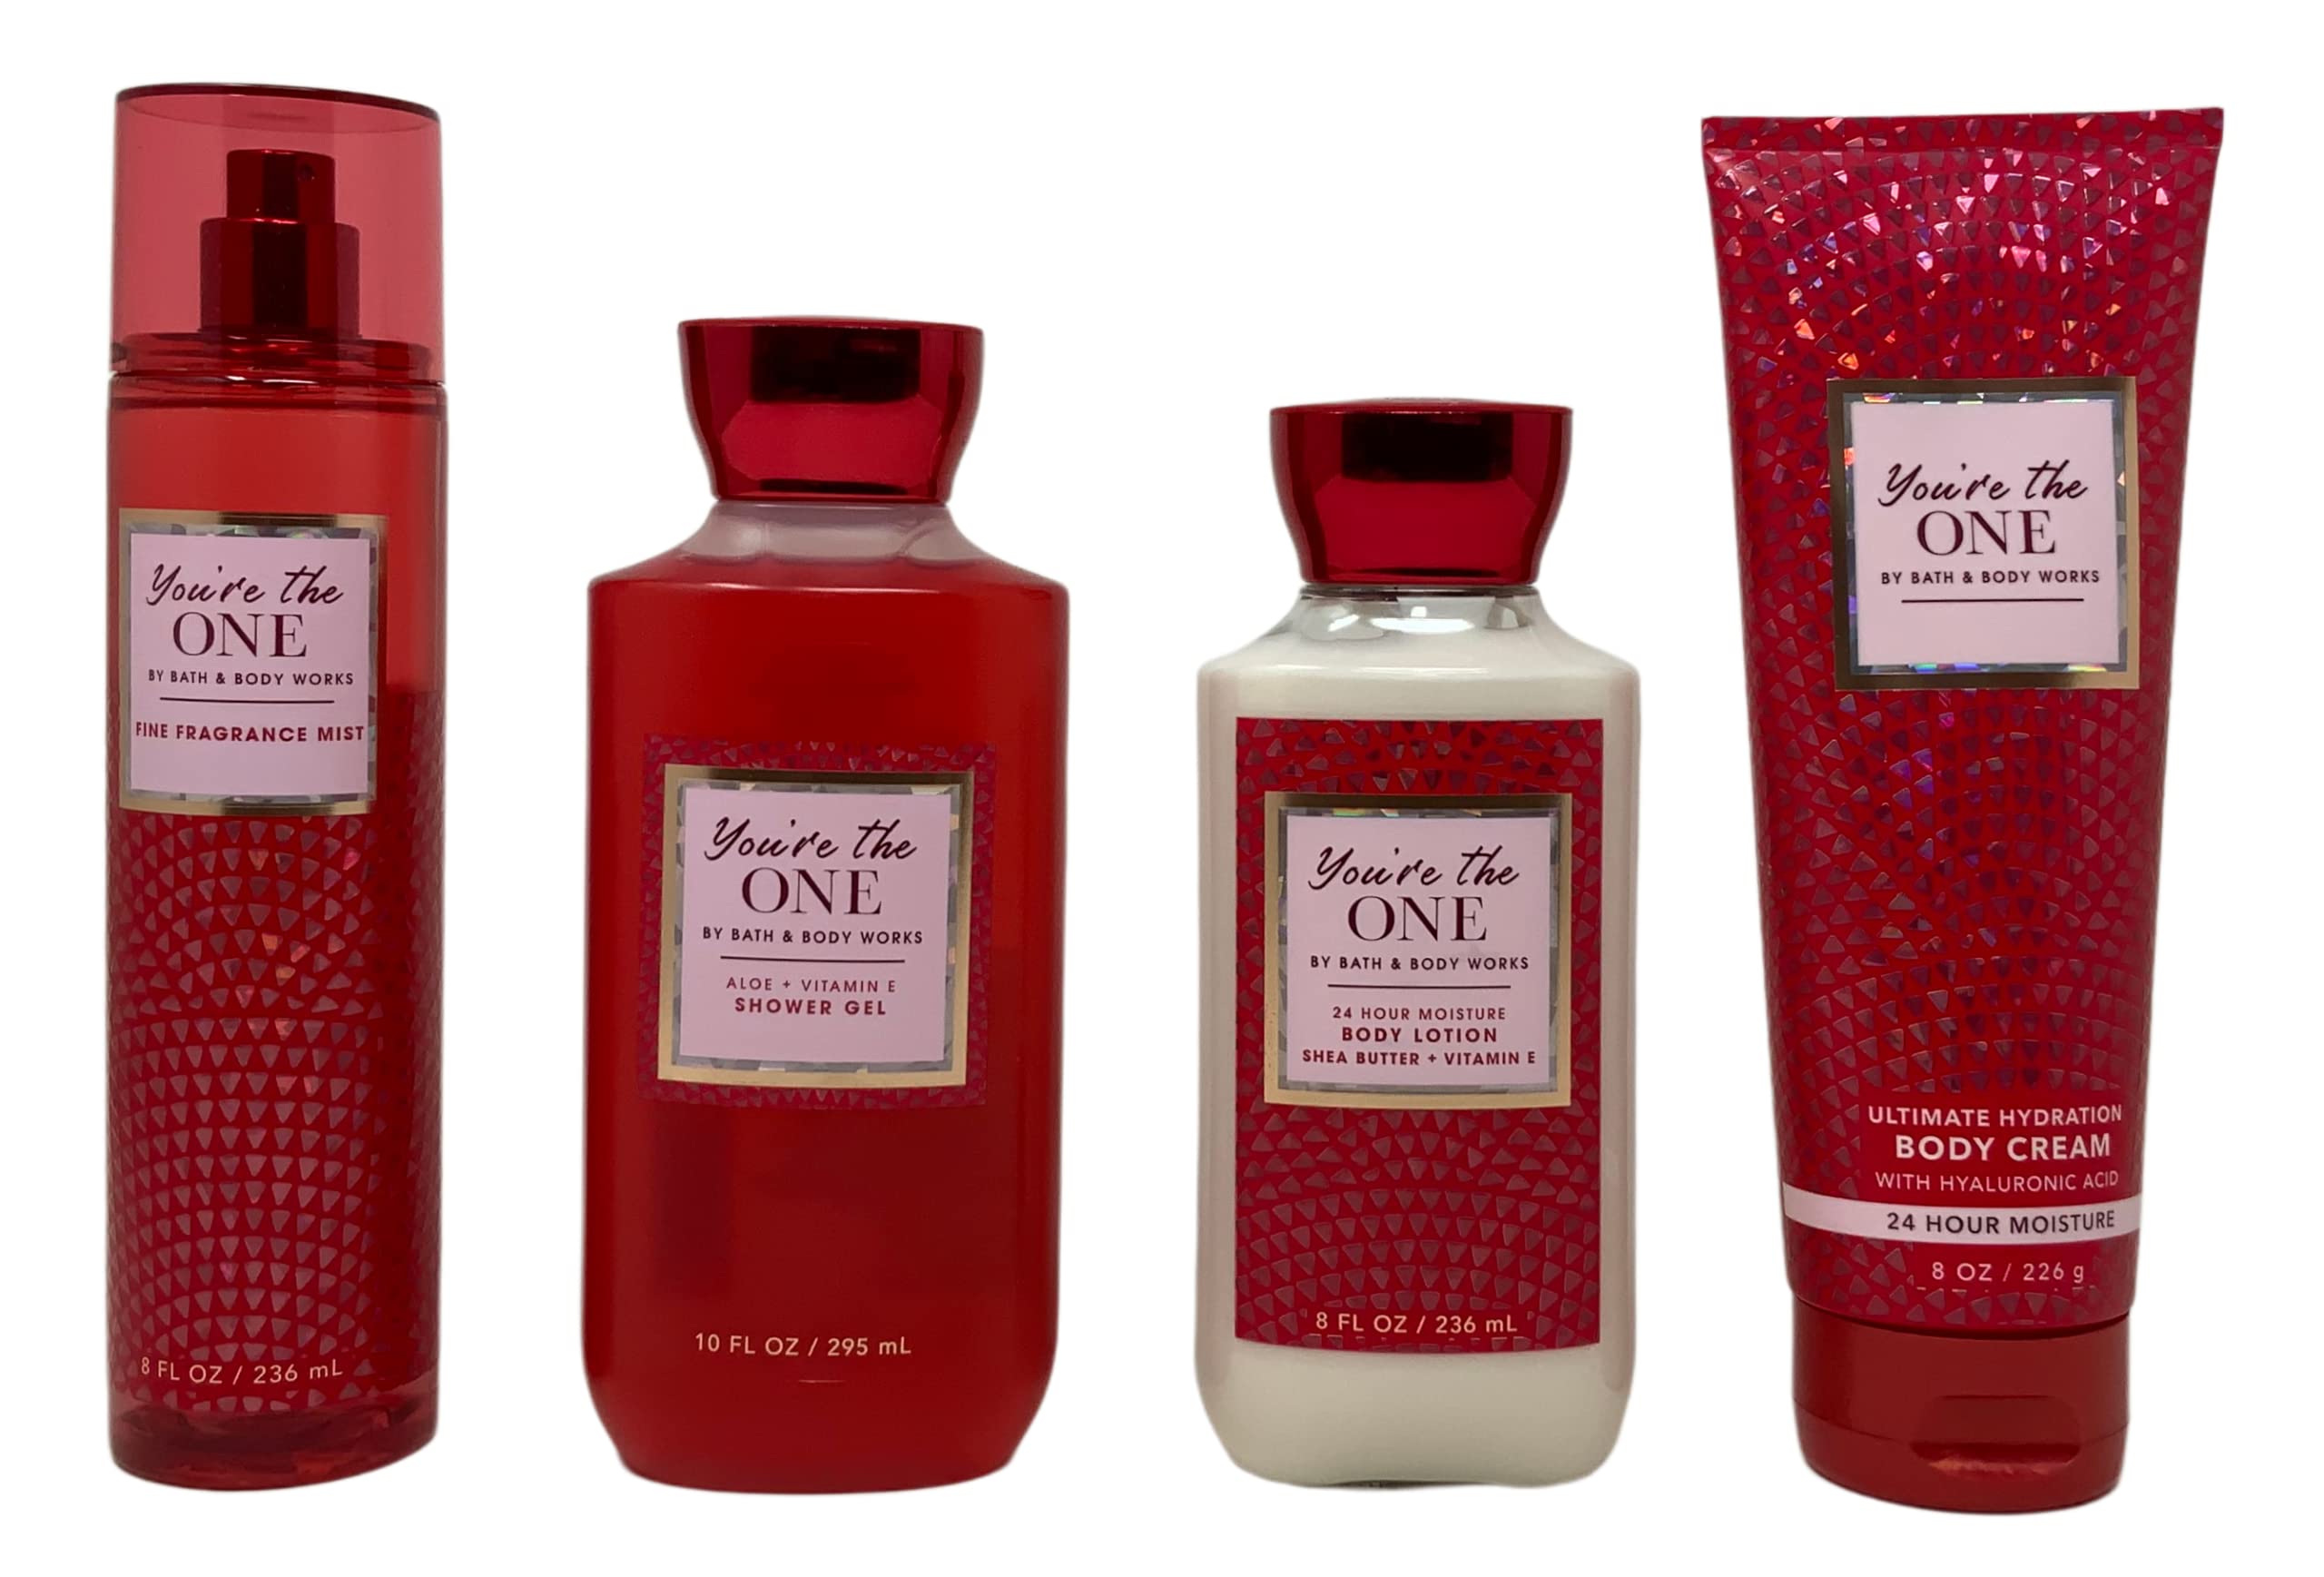 You're the
ONE
BY BATH & BODY WORKS
FINE FRAGRANCE MIST
8 FL OZ / 236 mL
You're the
ONE
BY BATH & BODY WORKS
ALOE + VITAMIN E
SHOWER GEL
10 FL OZ / 295 mL
You're the
ONE
BY BATH & BODY WORKS
24 HOUR MOISTURE
BODY LOTION
SHEA BUTTER + VITAMIN E
8 FL OZ / 236 mL
You're the
ONE
BY BATH & BODY WORKS
ULTIMATE HYDRATION
BODY CREAM
WITH HYALURONIC ACID
24 HOUR MOISTURE
8 OZ / 226 g